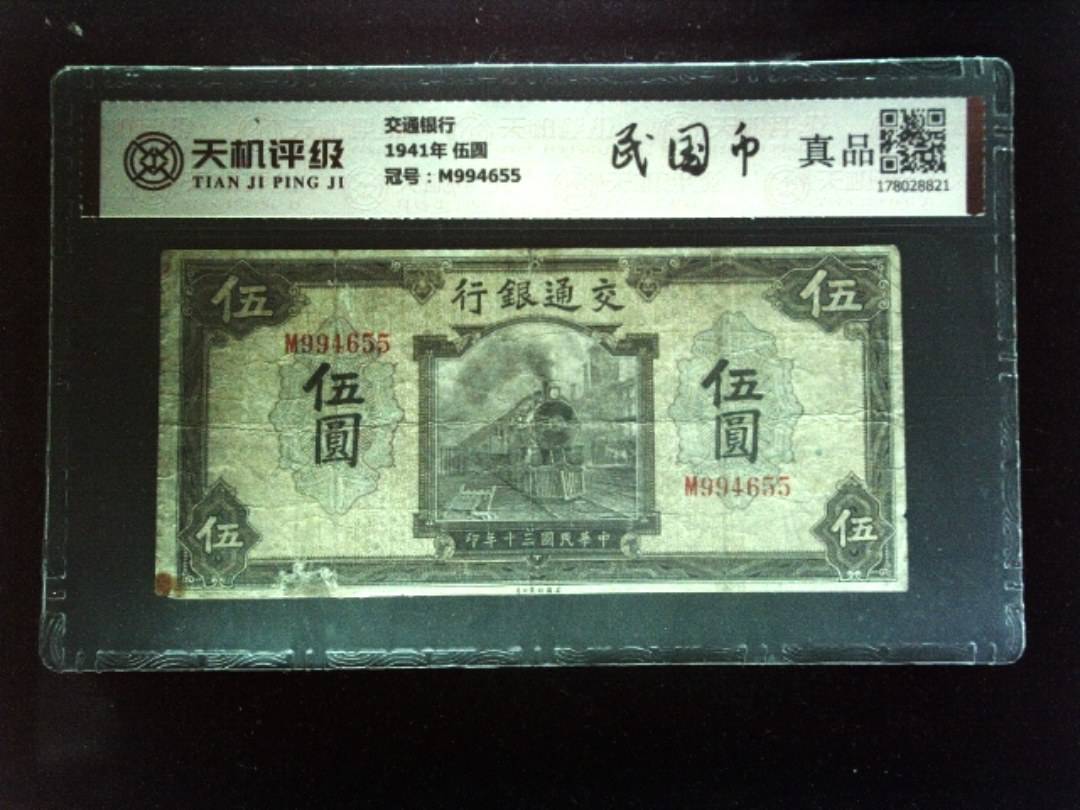 天机评级
TIAN JI PING JI
交通银行
1941年 伍圆
冠号：M994655
民国币
真品
178028821
伍
行銀通交
伍
M994655
伍圓
伍圓
M994655
伍
印年十三國民華中
伍